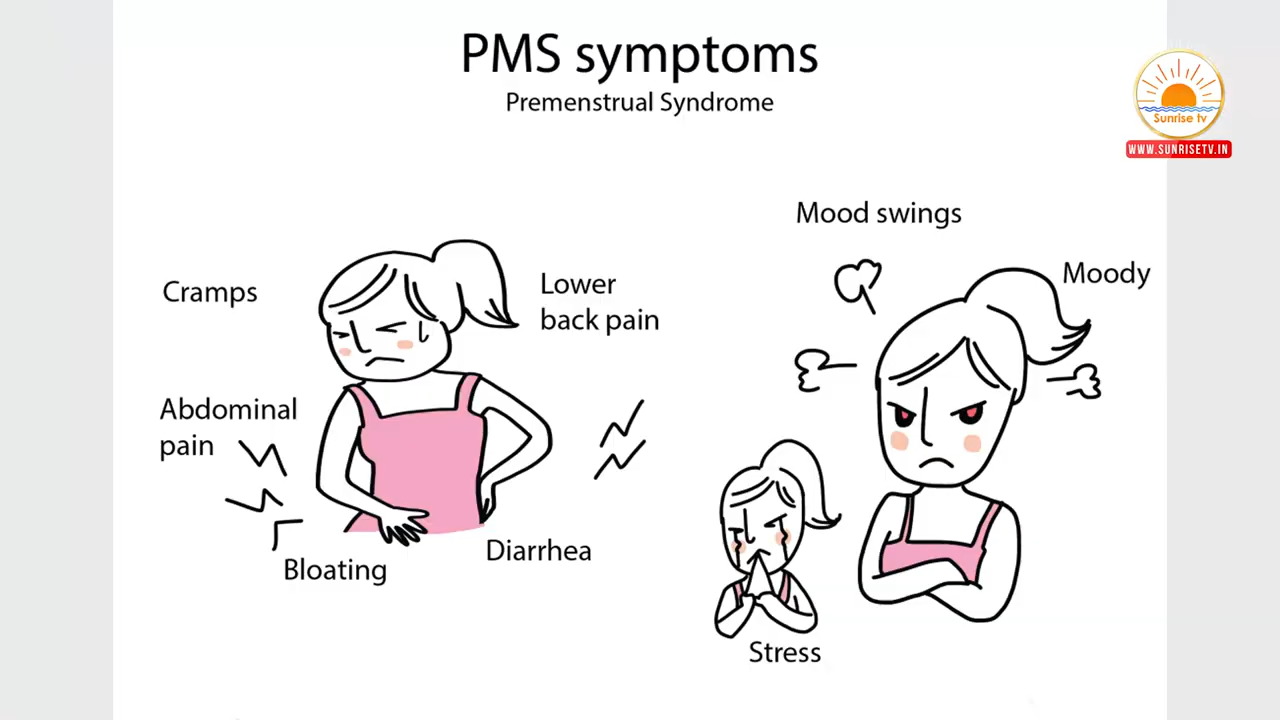 PMS symptoms
Premenstrual Syndrome
Sunrise tv
WWW.SUNRISETV.IN
Mood swings
Moody
Cramps
Lower
back pain
Abdominal
pain
Diarrhea
Bloating
Stress